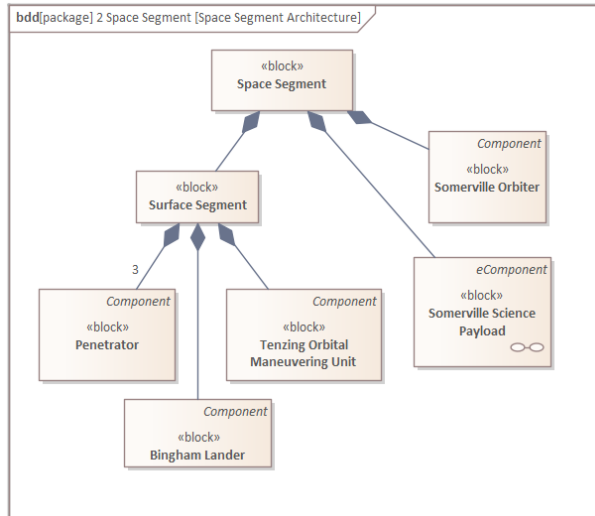 bdd[package] 2 Space Segment [Space Segment Architecture]
«block»
Space Segment
Component
«block»
Somerville Orbiter
«block»
Surface Segment
3
Component
«block»
Penetrator
Component
«block»
Tenzing Orbital
Maneuvering Unit
eComponent
«block»
Somerville Science
Payload
Component
«block»
Bingham Lander